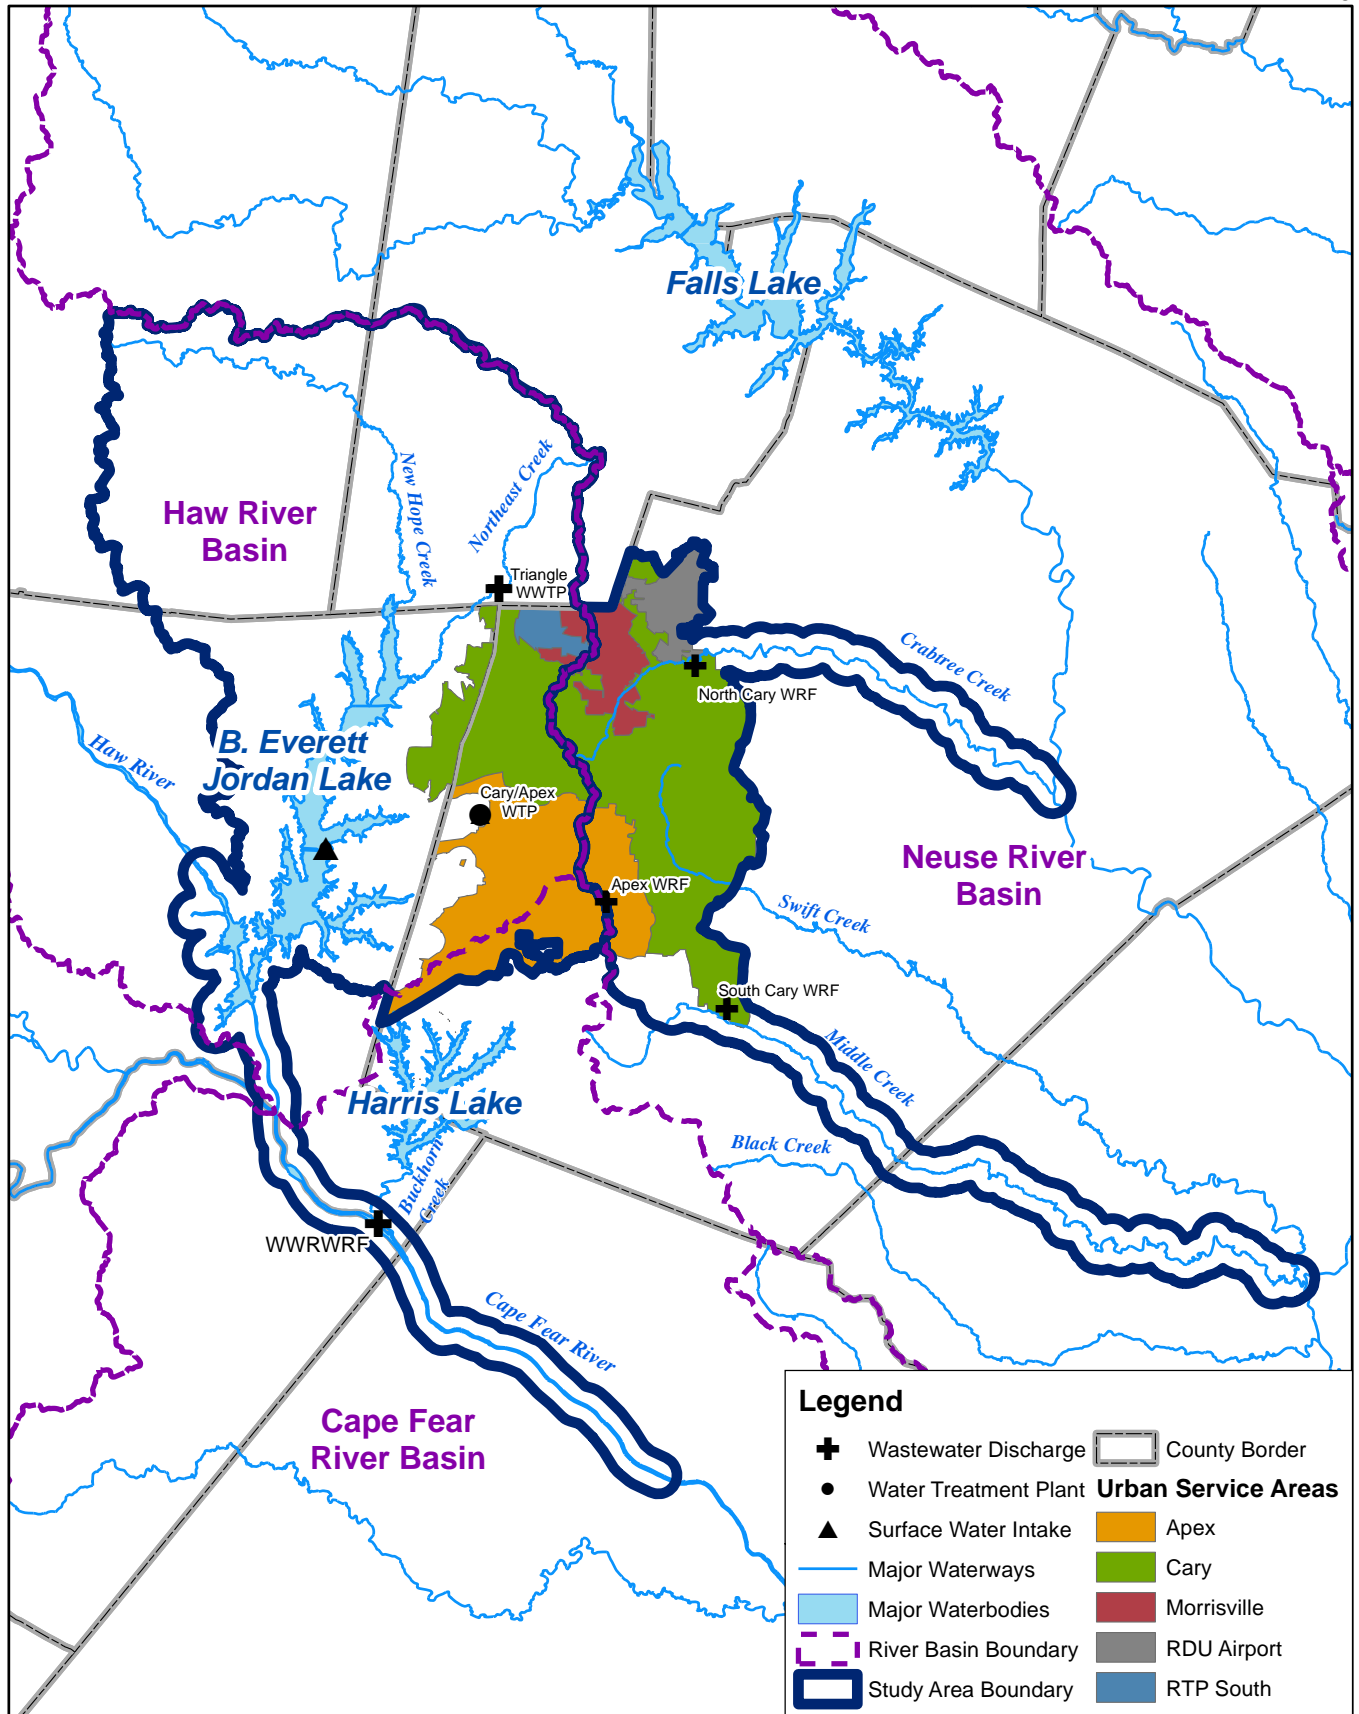 Falls Lake
New Hope Creek
Northeast Creek
Haw River
Basin
Triangle
WWTP
Crabtree Creek
North Cary WRF
Haw River
B. Everett
Jordan Lake
Cary/Apex
WTP
Neuse River
Basin
Apex WRF
Swift Creek
South Cary WRF
Middle Creek
Harris Lake
Black Creek
Buckhorn
Creek
WWRWRF
Cape Fear River
Cape Fear
River Basin
Legend
Wastewater Discharge
Water Treatment Plant
Surface Water Intake
Major Waterways
Major Waterbodies
River Basin Boundary
Study Area Boundary
County Border
Urban Service Areas
Apex
Cary
Morrisville
RDU Airport
RTP South